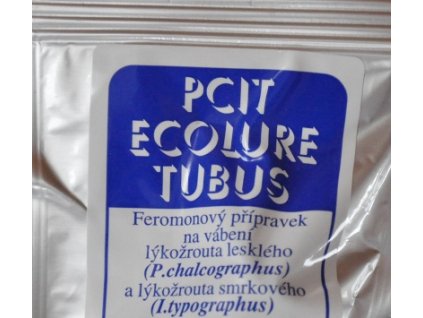 PCIT
ECOLURE
TUBUS
Feromonový přípravek
na vábení
lýkožrouta lesklého
(P.chalcographus)
a lýkožrouta smrkového
(I.typographus)